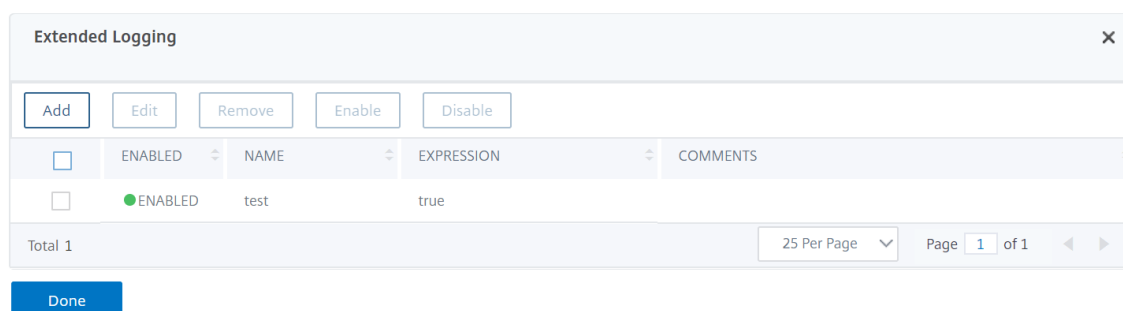 Extended Logging ×
Add Edit Remove Enable Disable
ENABLED NAME EXPRESSION COMMENTS
ENABLED test true
Total 1 25 Per Page Page 1 of 1
Done